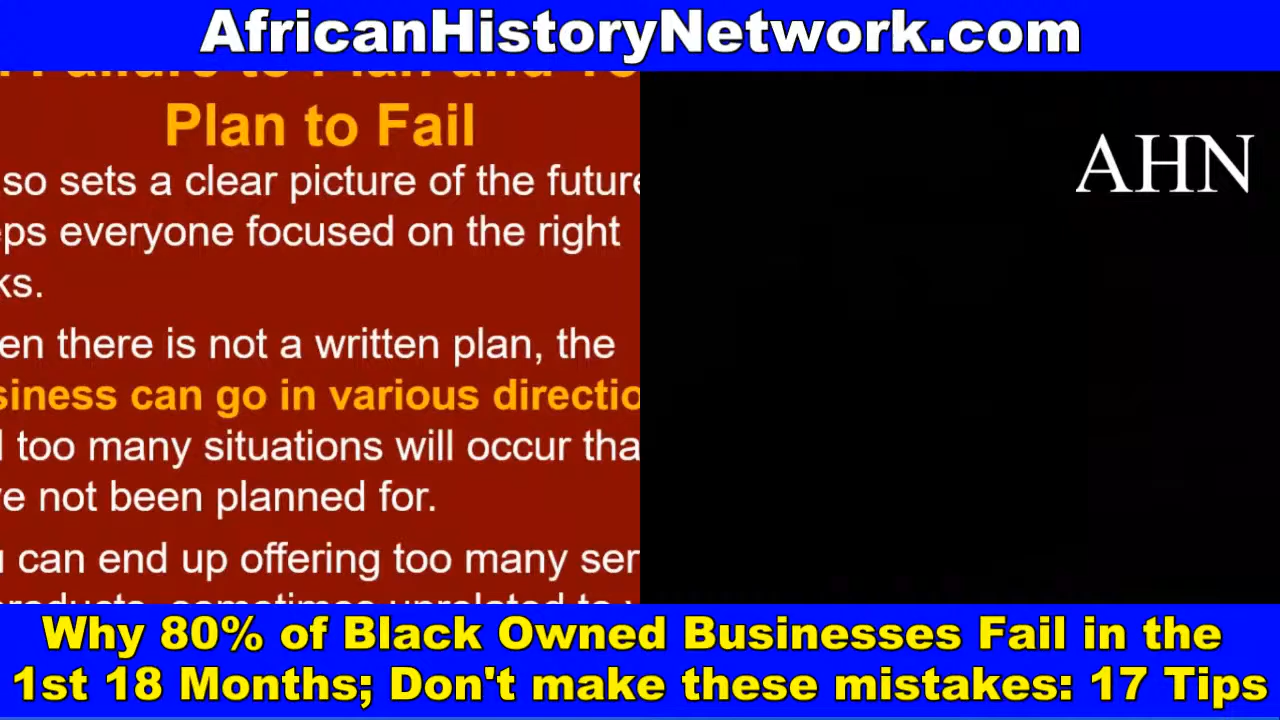 AfricanHistoryNetwork.com
Plan to Fail
so sets a clear picture of the future
eps everyone focused on the right
ks.
en there is not a written plan, the
siness can go in various directio
too many situations will occur tha
e not been planned for.
can end up offering too many ser
AHN
Why 80% of Black Owned Businesses Fail in the
1st 18 Months; Don't make these mistakes: 17 Tips